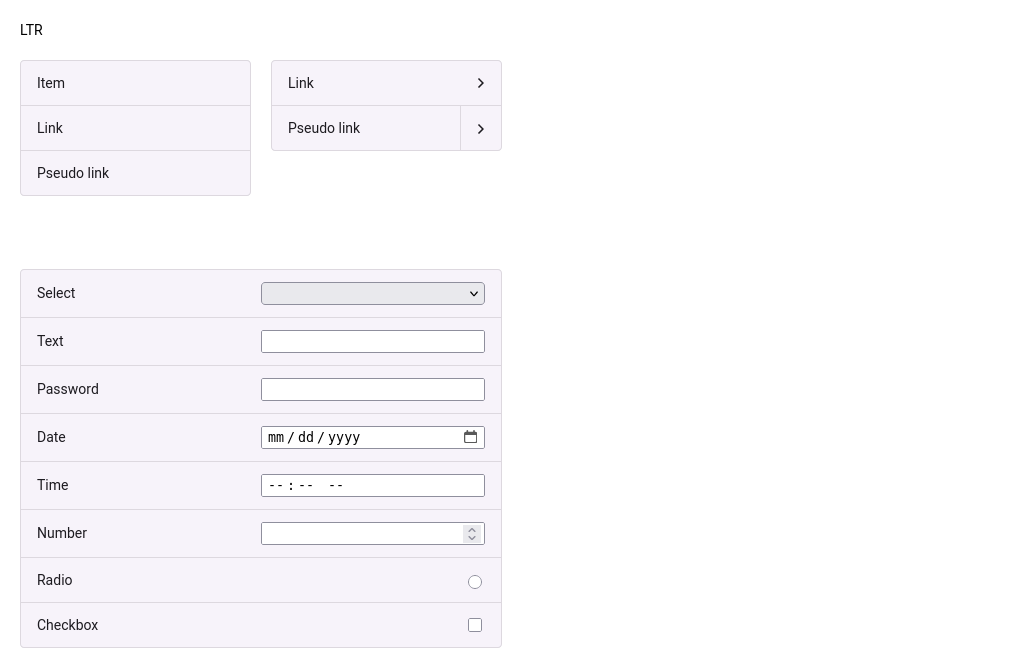 LTR
Item
Link
Pseudo link
Link
Pseudo link
Select
Text
Password
Date mm/dd/yyyy
Time --:-- --
Number
Radio
Checkbox